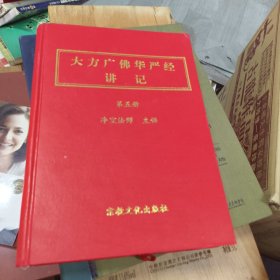 大方广佛华严经
讲记
第五册
净空法师 主讲
宗教文化出版社